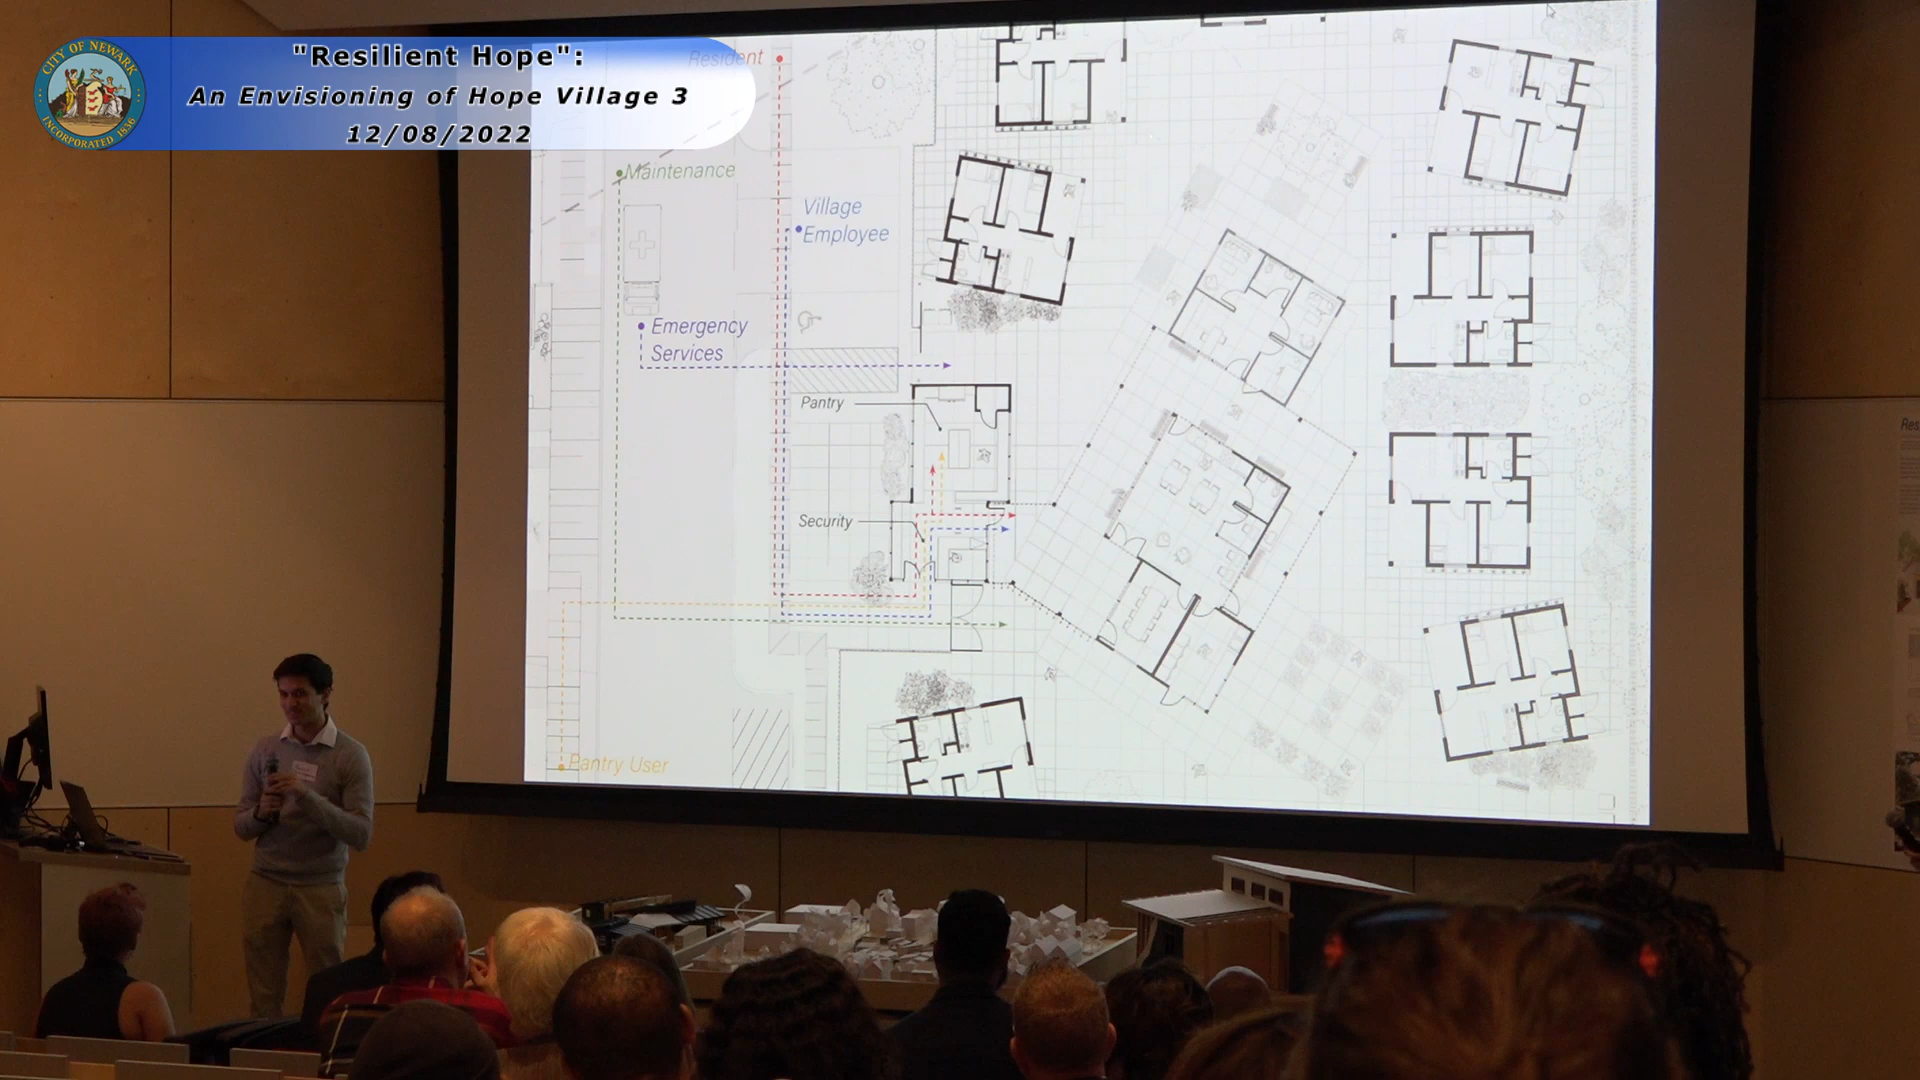 "Resilient Hope":
An Envisioning of Hope Village 3
12/08/2022
CITY OF NEWARK
INCORPORATED 1836
Resident
Maintenance
Village
Employee
Emergency
Services
Pantry
Security
Pantry User
Res